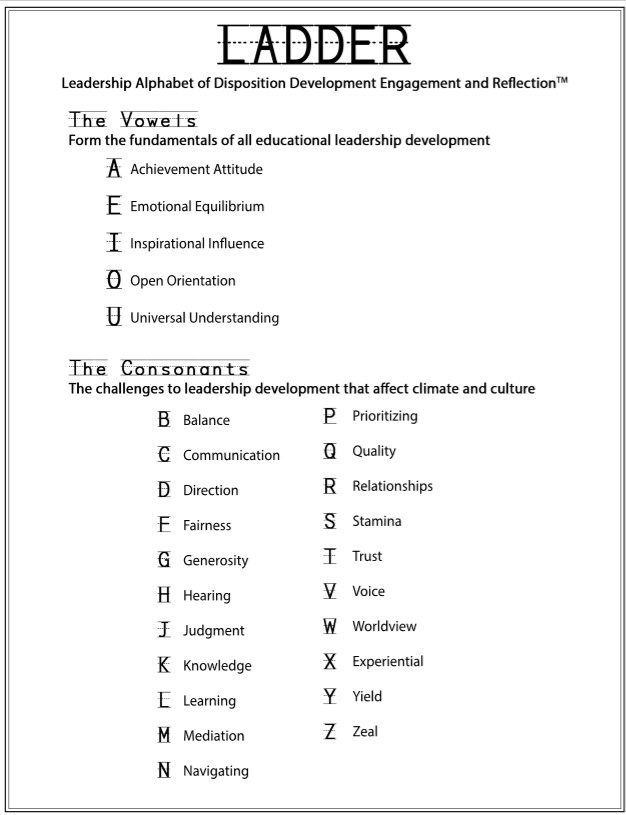 LADDER
Leadership Alphabet of Disposition Development Engagement and Reflection™
The Vowels
Form the fundamentals of all educational leadership development
A Achievement Attitude
E Emotional Equilibrium
I Inspirational Influence
O Open Orientation
U Universal Understanding
The Consonants
The challenges to leadership development that affect climate and culture
B Balance
C Communication
D Direction
F Fairness
G Generosity
H Hearing
J Judgment
K Knowledge
L Learning
M Mediation
N Navigating
P Prioritizing
Q Quality
R Relationships
S Stamina
T Trust
V Voice
W Worldview
X Experiential
Y Yield
Z Zeal